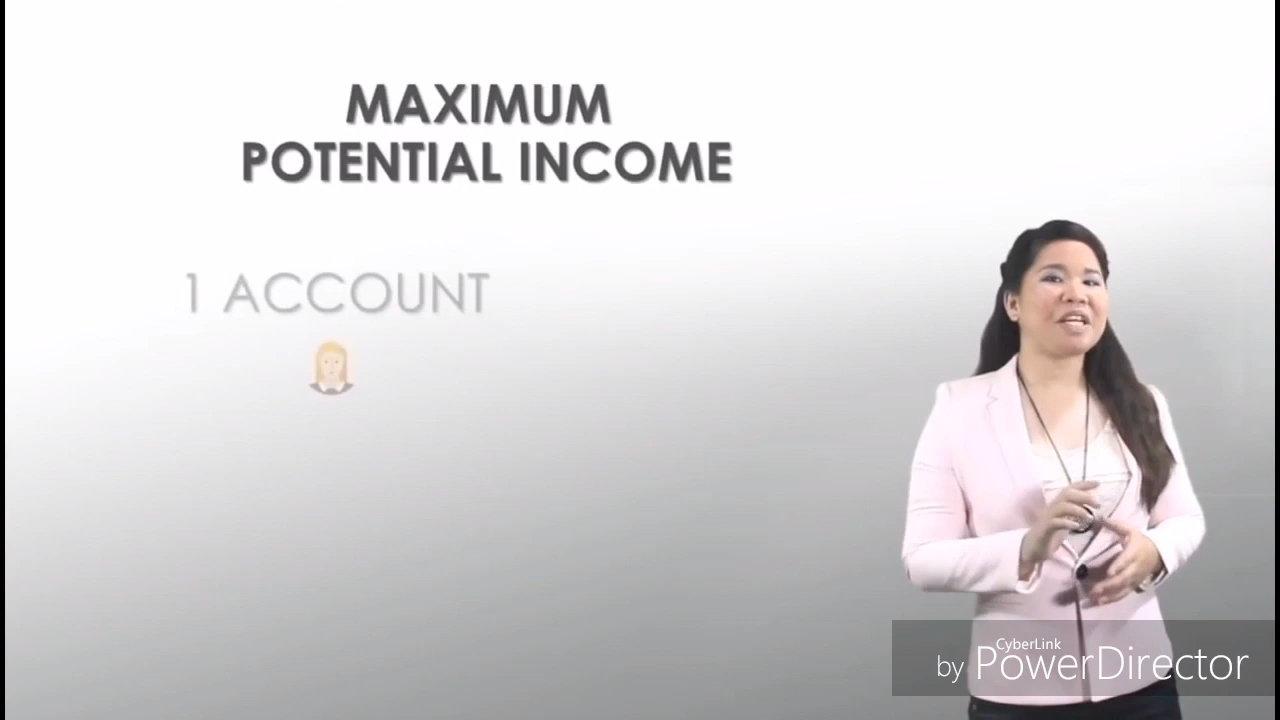 MAXIMUM
POTENTIAL INCOME
1 ACCOUNT
CyberLink
by PowerDirector